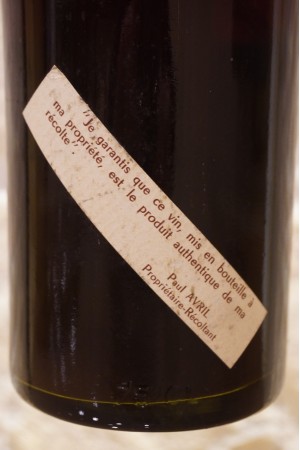 " Je garantis que ce vin, mis en bouteille à
ma propriété, est le produit authentique de ma
récolte"
Paul AVRIL
Propriétaire-Récoltant